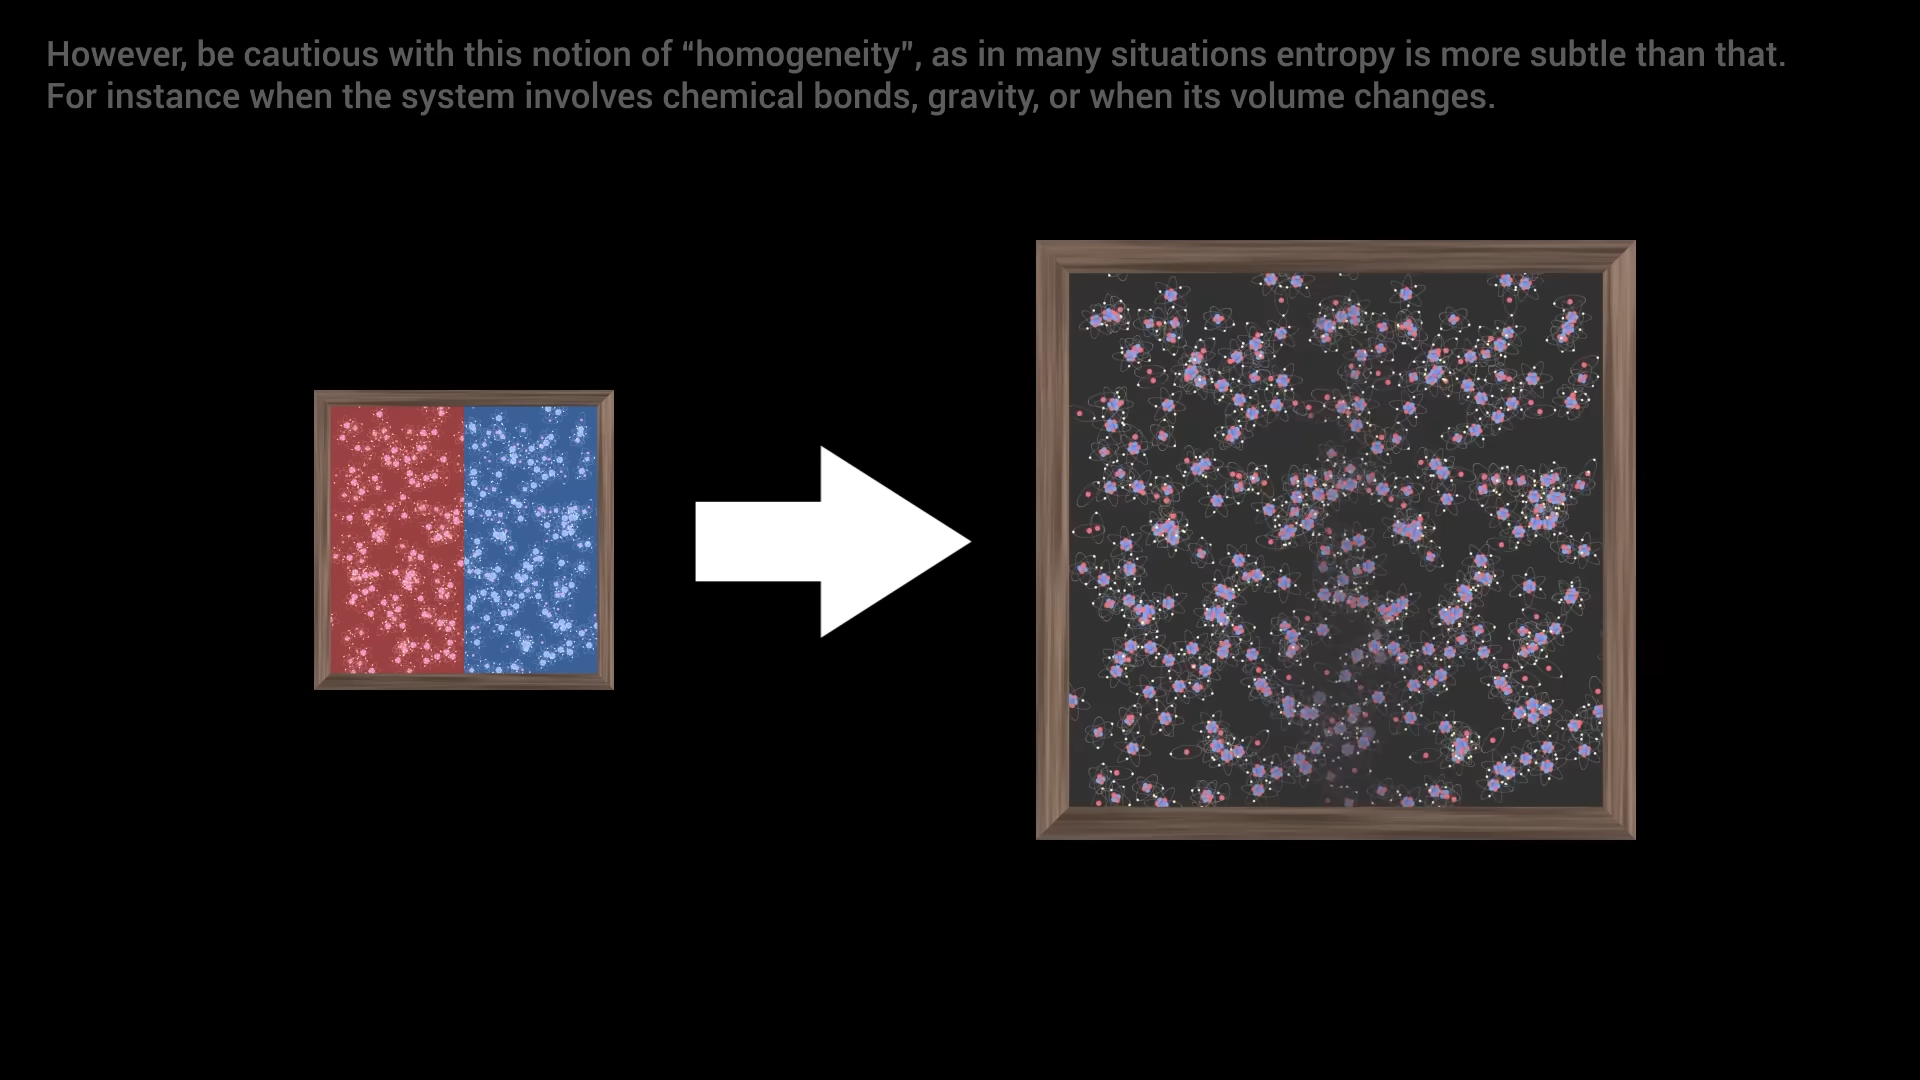 However, be cautious with this notion of “homogeneity”, as in many situations entropy is more subtle than that.
For instance when the system involves chemical bonds, gravity, or when its volume changes.